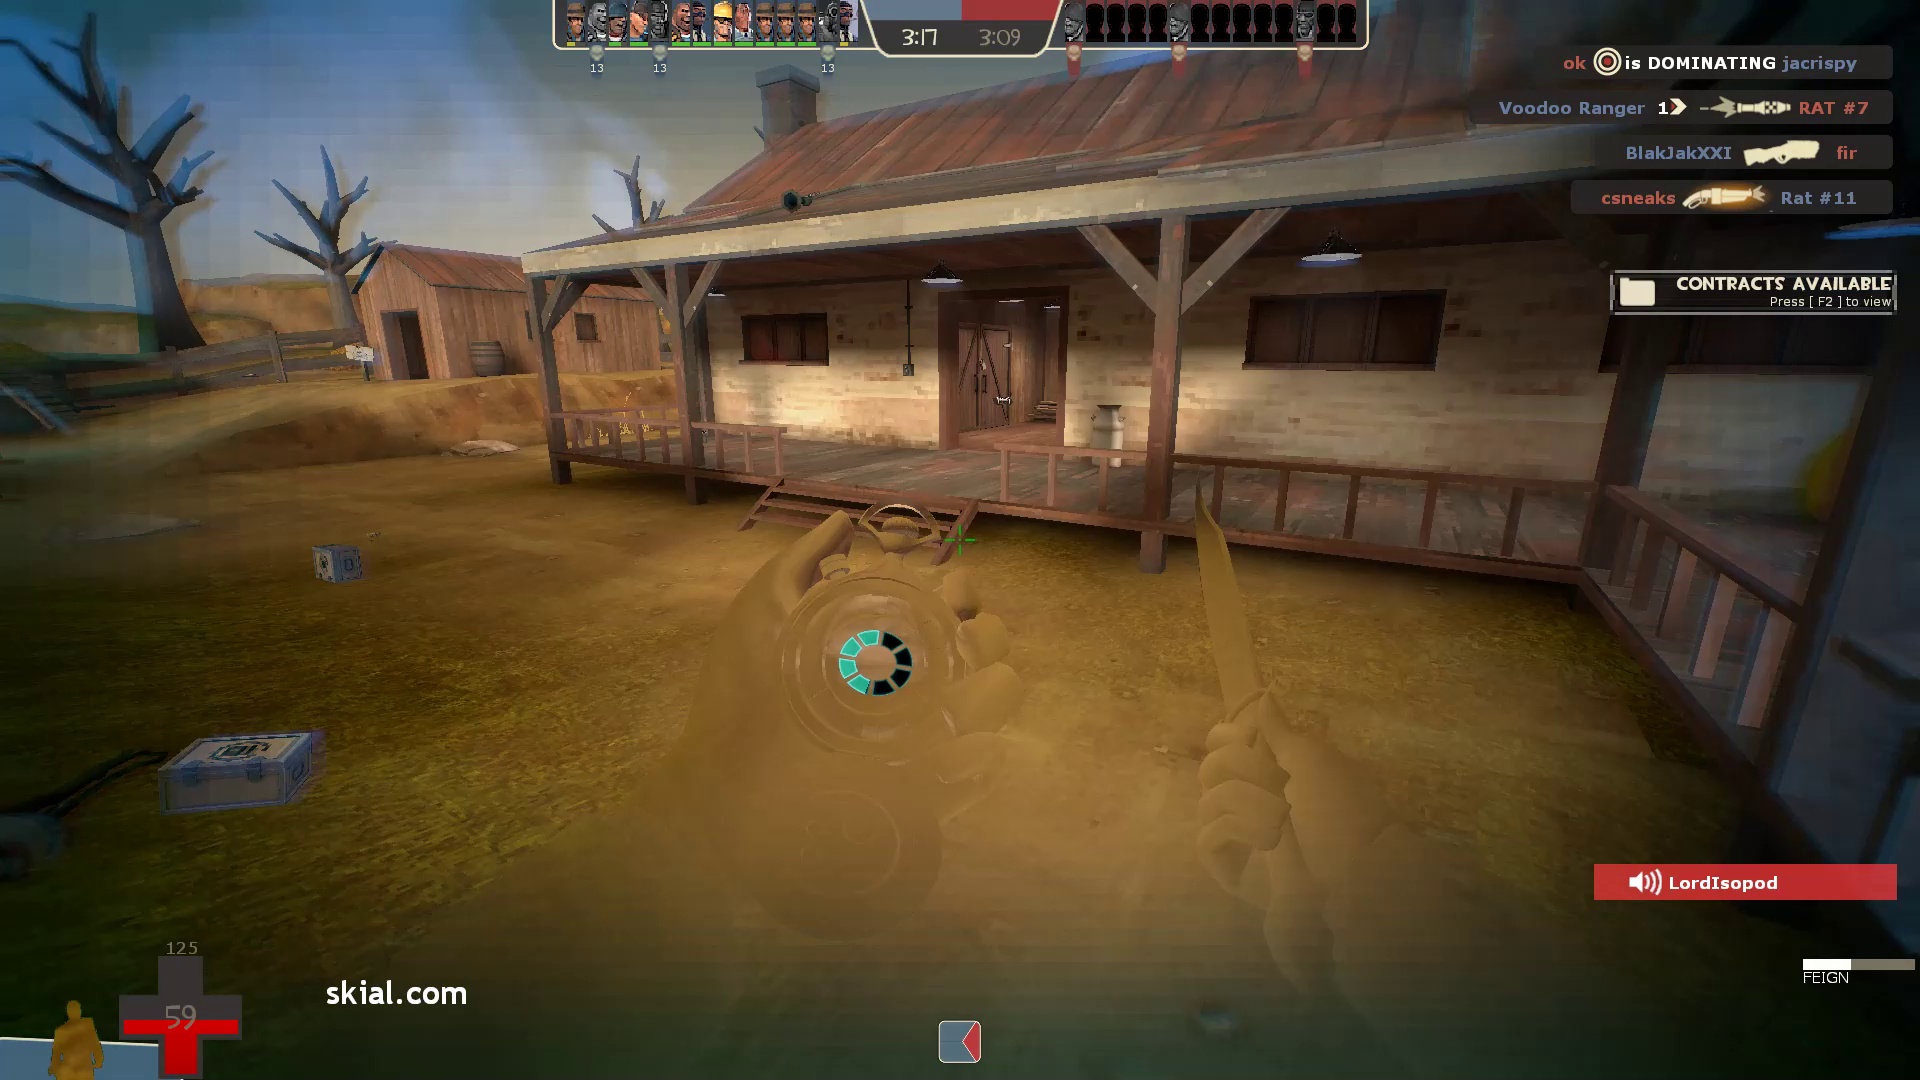 3:17 3:09
13 13 13
ok is DOMINATING jacrispy
Voodoo Ranger 1 RAT #7
BlakJakXXI fir
csneaks Rat #11
CONTRACTS AVAILABLE
Press [ F2 ] to view
LordIsopod
125
59
skial.com
FEIGN